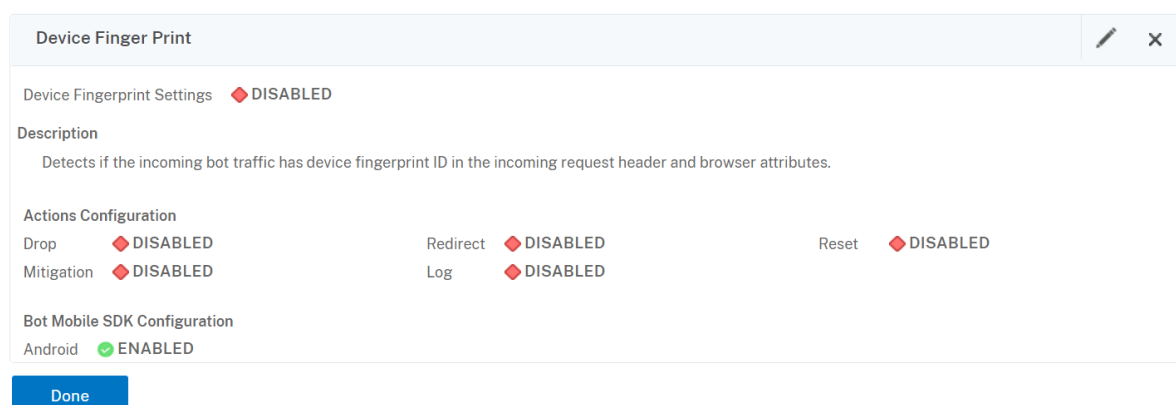 Device Finger Print
Device Fingerprint Settings DISABLED
Description
Detects if the incoming bot traffic has device fingerprint ID in the incoming request header and browser attributes.
Actions Configuration
Drop DISABLED Redirect DISABLED Reset DISABLED
Mitigation DISABLED Log DISABLED
Bot Mobile SDK Configuration
Android ENABLED
Done